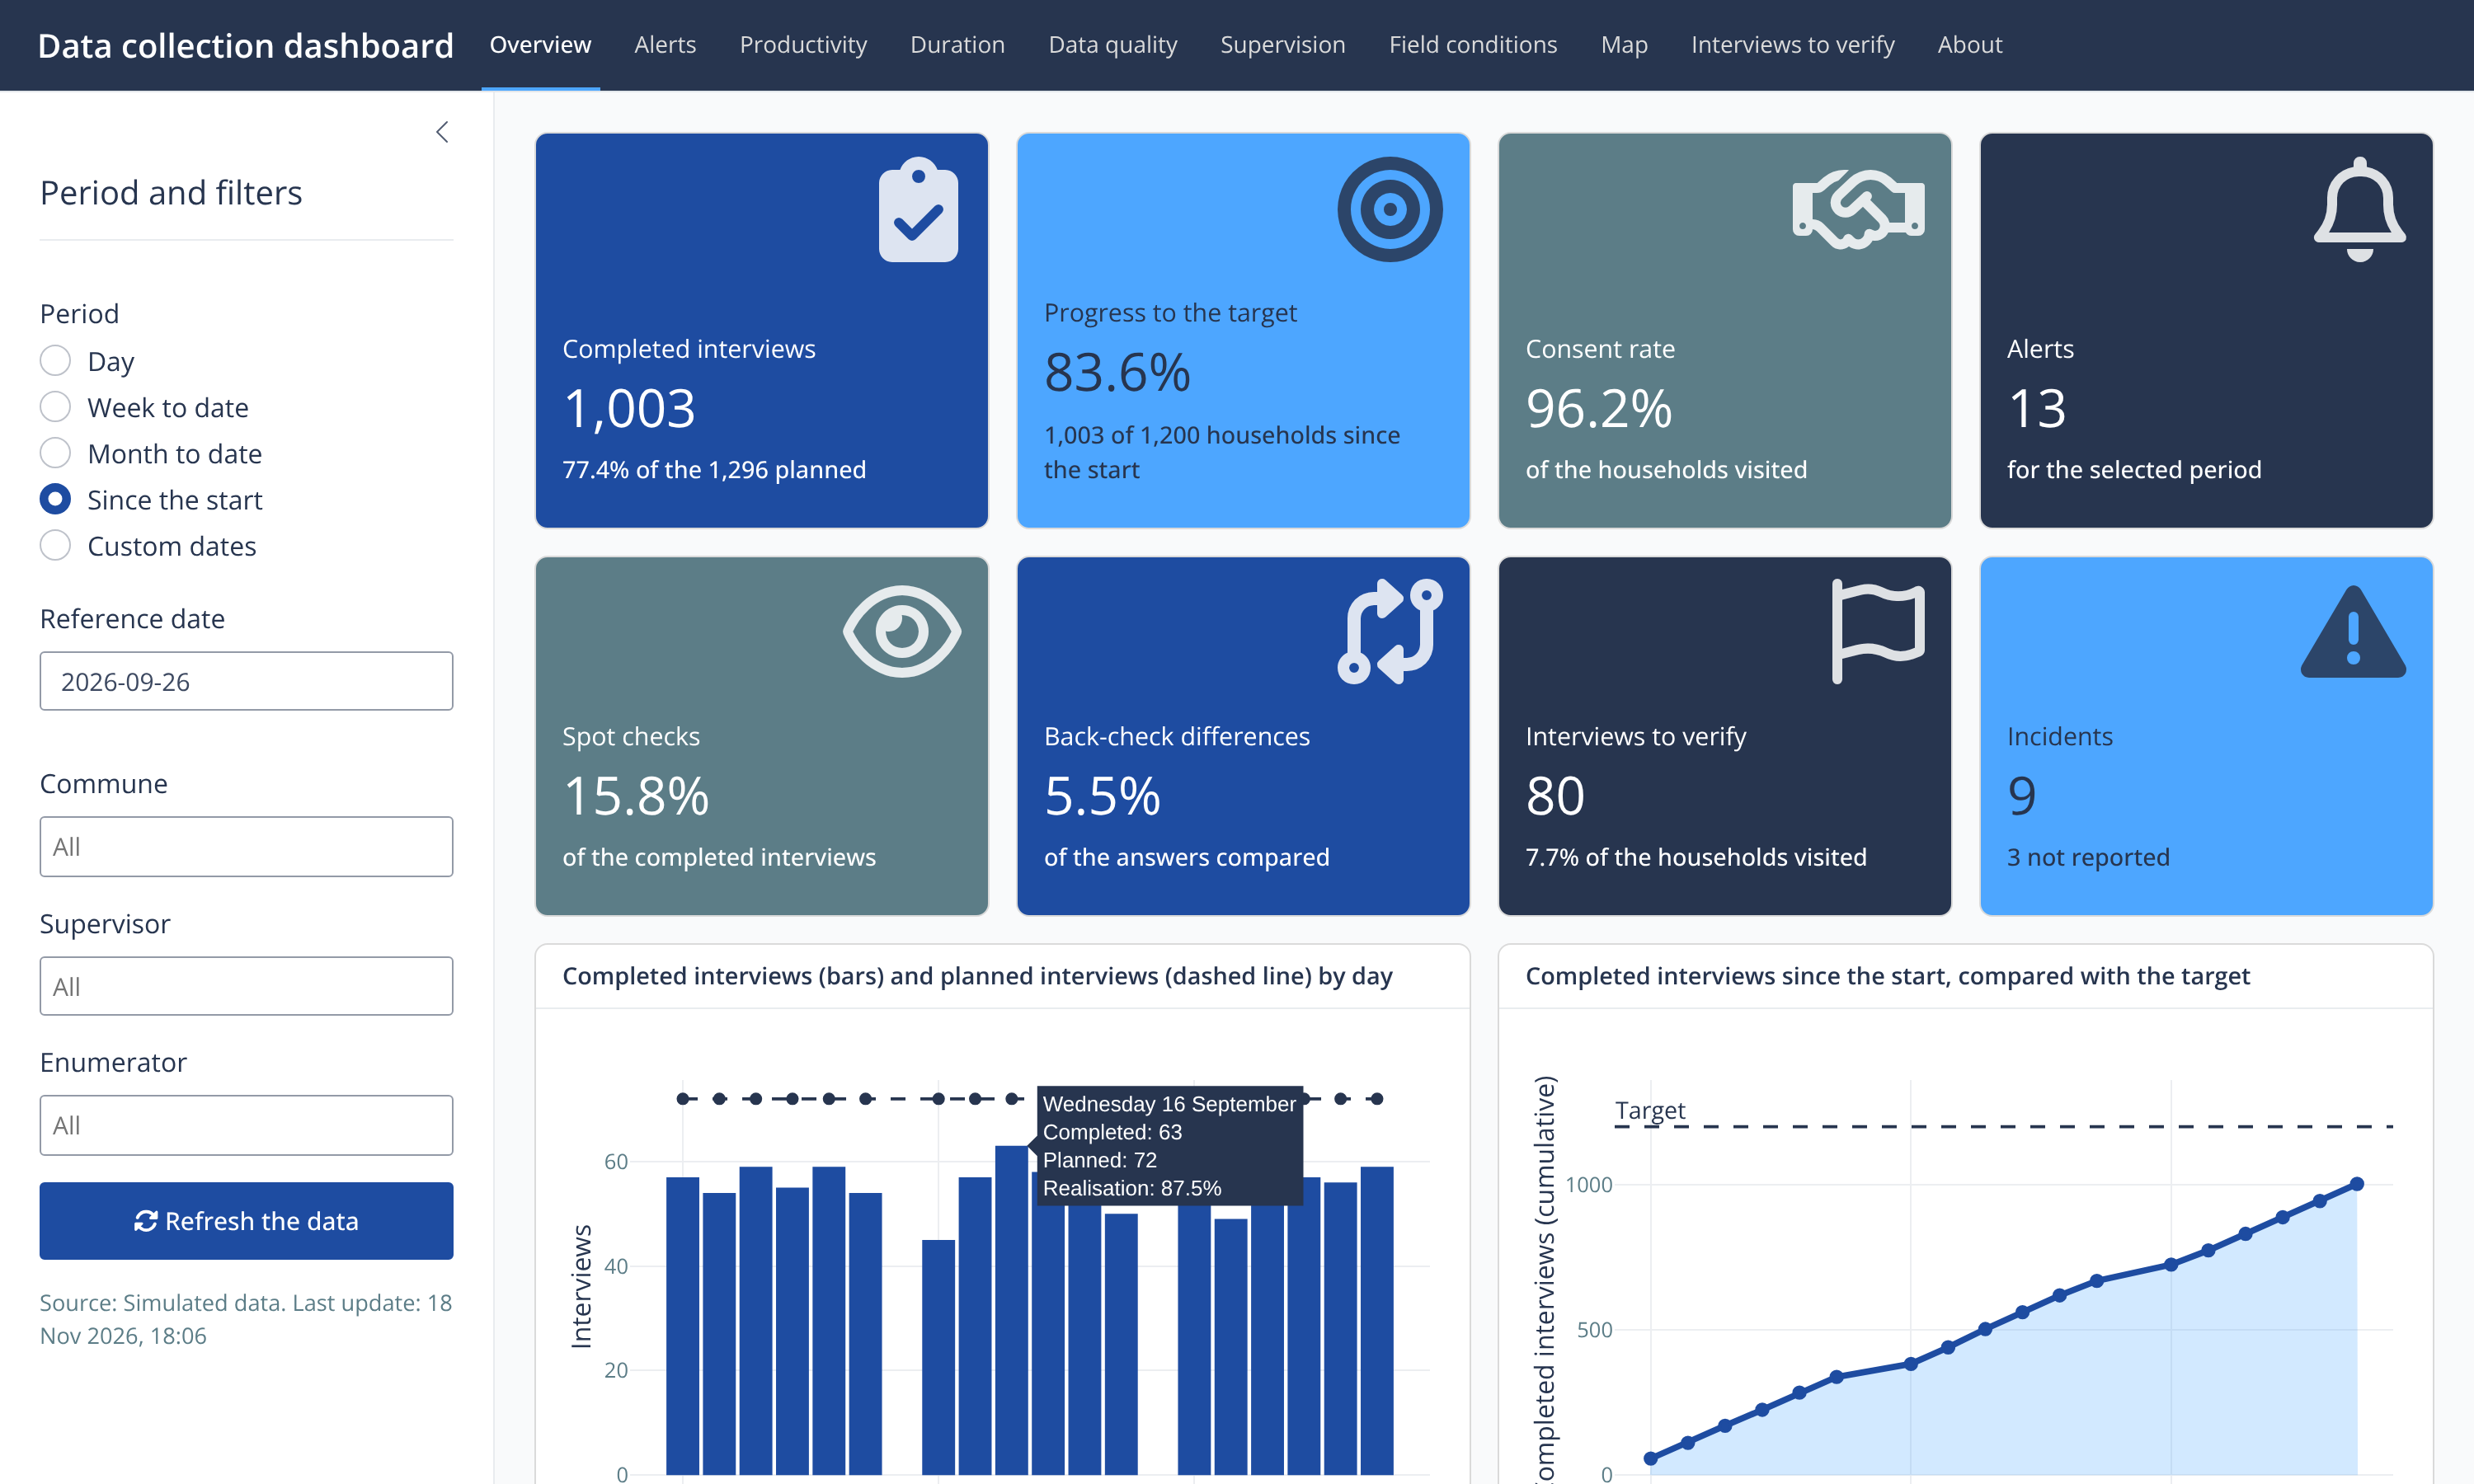 Data collection dashboard
Overview
Alerts
Productivity
Duration
Data quality
Supervision
Field conditions
Map
Interviews to verify
About
Period and filters
Period
Day
Week to date
Month to date
Since the start
Custom dates
Reference date
2026-09-26
Commune
All
Supervisor
All
Enumerator
All
Refresh the data
Source: Simulated data. Last update: 18
Nov 2026, 18:06
Completed interviews
1,003
77.4% of the 1,296 planned
Progress to the target
83.6%
1,003 of 1,200 households since
the start
Consent rate
96.2%
of the households visited
Alerts
13
for the selected period
Spot checks
15.8%
of the completed interviews
Back-check differences
5.5%
of the answers compared
Interviews to verify
80
7.7% of the households visited
Incidents
9
3 not reported
Completed interviews (bars) and planned interviews (dashed line) by day
Interviews
60
40
20
0
Wednesday 16 September
Completed: 63
Planned: 72
Realisation: 87.5%
Completed interviews since the start, compared with the target
interviews (cumulative)
Target
1000
500
0